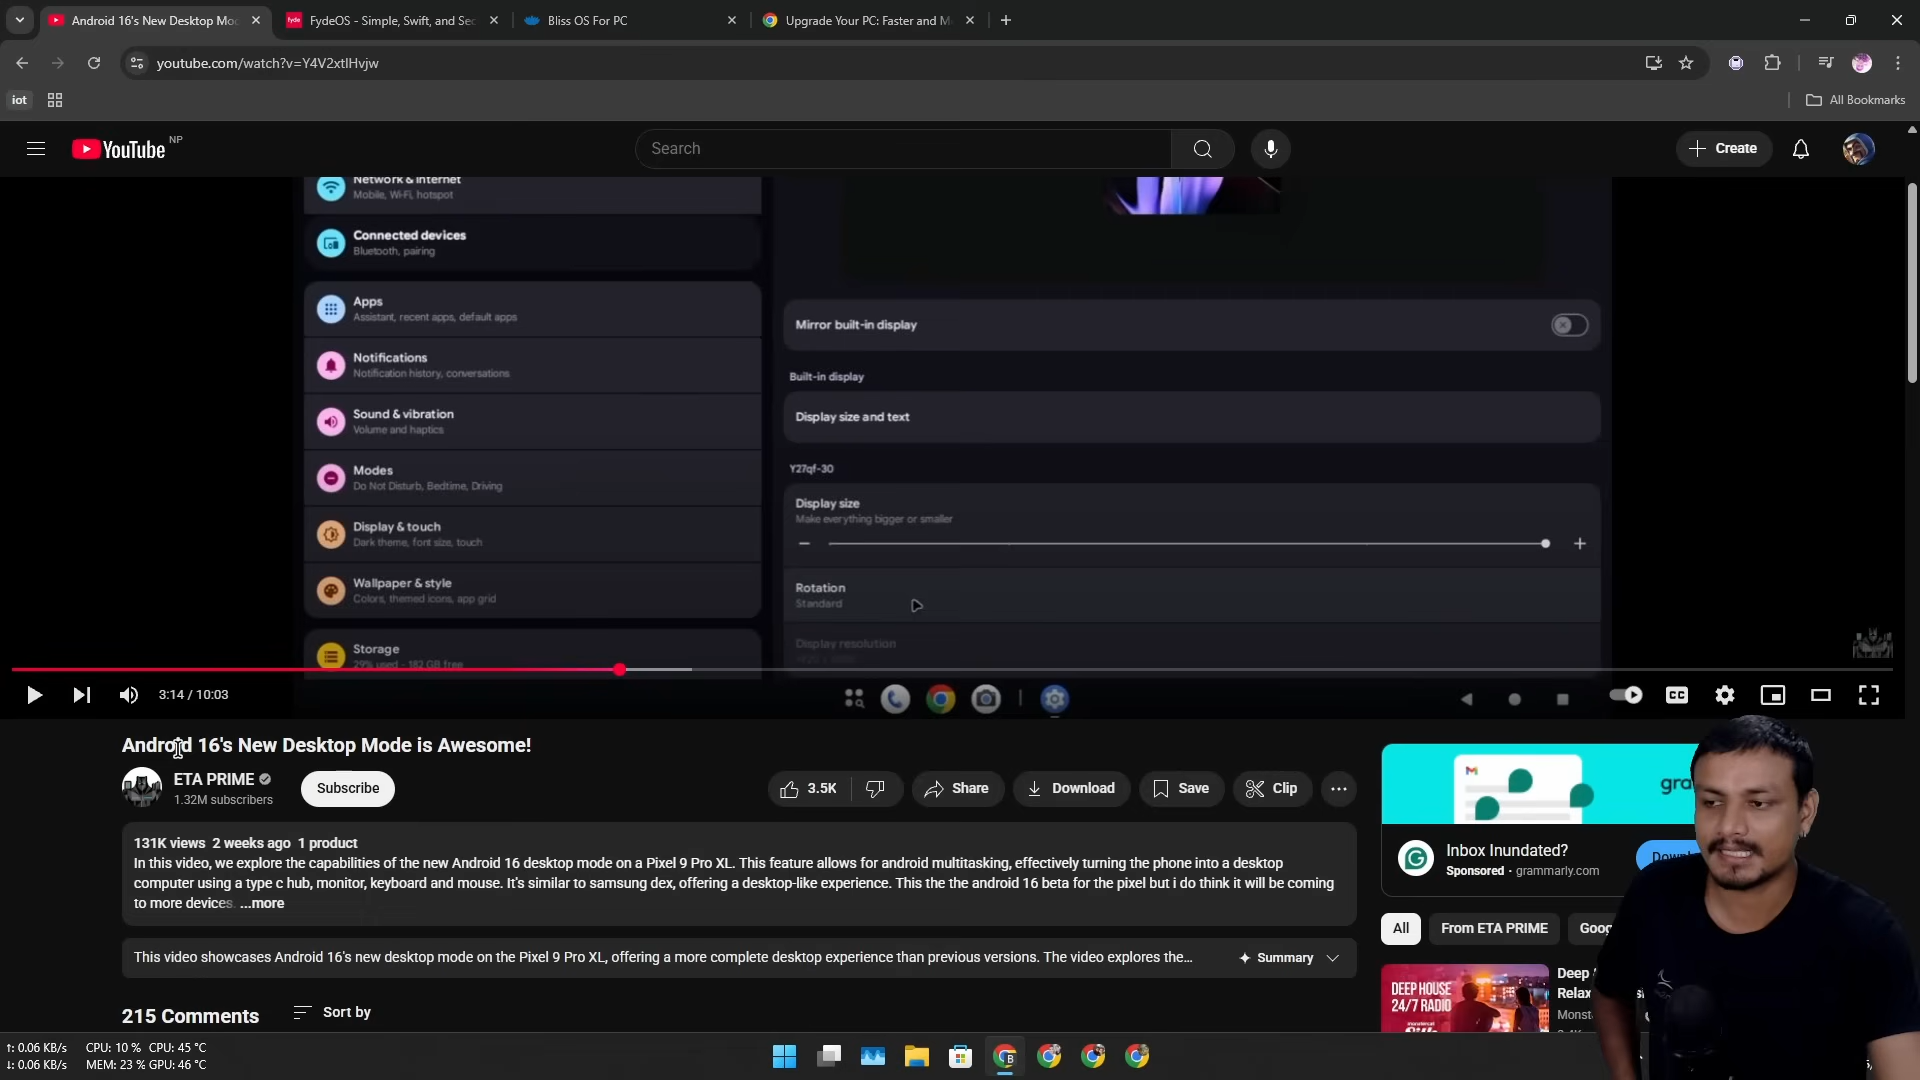 Android 16's New Desktop Mo
FydeOS - Simple, Swift, and Sec
Bliss OS For PC
Upgrade Your PC: Faster and M
youtube.com/watch?v=Y4V2xtlHvjw
iot
All Bookmarks
YouTube NP
Search
Create
Network & internet
Mobile, Wi-Fi, hotspot
Connected devices
Bluetooth, pairing
Apps
Assistant, recent apps, default apps
Notifications
Notification history, conversations
Sound & vibration
Volume and haptics
Modes
Do Not Disturb, Bedtime, Driving
Display & touch
Dark theme, font size, touch
Wallpaper & style
Colors, themed icons, app grid
Storage
29% used - 182 GB free
Mirror built-in display
Built-in display
Display size and text
Y27qf-30
Display size
Make everything bigger or smaller
Rotation
Standard
Display resolution
3:14 / 10:03
CC
Android 16's New Desktop Mode is Awesome!
ETA PRIME
1.32M subscribers
Subscribe
3.5K
Share
Download
Save
Clip
131K views 2 weeks ago 1 product
In this video, we explore the capabilities of the new Android 16 desktop mode on a Pixel 9 Pro XL. This feature allows for android multitasking, effectively turning the phone into a desktop
computer using a type c hub, monitor, keyboard and mouse. It's similar to samsung dex, offering a desktop-like experience. This the the android 16 beta for the pixel but i do think it will be coming
to more devices. ...more
This video showcases Android 16's new desktop mode on the Pixel 9 Pro XL, offering a more complete desktop experience than previous versions. The video explores the...
Summary
215 Comments
Sort by
gra
Inbox Inundated?
Sponsored · grammarly.com
Down
All
From ETA PRIME
Goog
DEEP HOUSE
24/7 RADIO
Deep
Relax
Monst
↑: 0.06 KB/s CPU: 10 % CPU: 45 °C
↓: 0.06 KB/s MEM: 23 % GPU: 46 °C